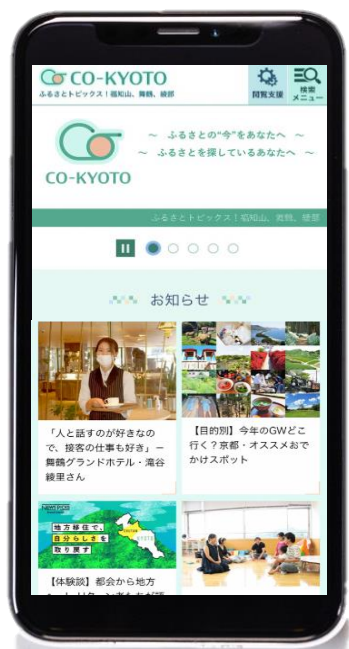 CO-KYOTO
ふるさとトピックス！福知山、舞鶴、綾部
閲覧支援
検索
メニュー
CO-KYOTO
～ ふるさとの“今”をあなたへ ～
～ ふるさとを探しているあなたへ ～
ふるさとトピックス！福知山、舞鶴、綾部
お知らせ
「人と話すのが好きなの
で、接客の仕事も好き」－
舞鶴グランドホテル・滝谷
綾里さん
【目的別】今年のGWどこ
行く？京都・オススメおで
かけスポット
地方移住で、
自分らしさを
取り戻す
KYOTO
【体験談】都会から地方